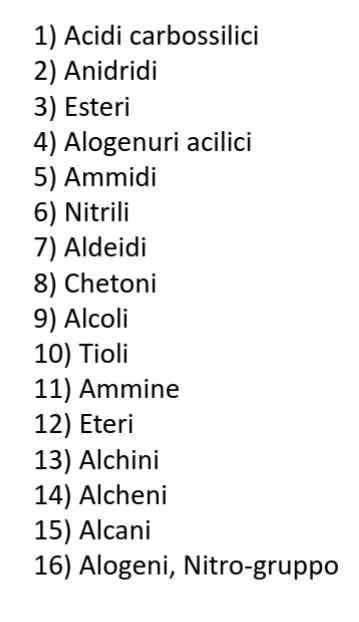 1) Acidi carbossilici
2) Anidridi
3) Esteri
4) Alogenuri acilici
5) Ammidi
6) Nitrili
7) Aldeidi
8) Chetoni
9) Alcoli
10) Tioli
11) Ammine
12) Eteri
13) Alchini
14) Alcheni
15) Alcani
16) Alogeni, Nitro-gruppo